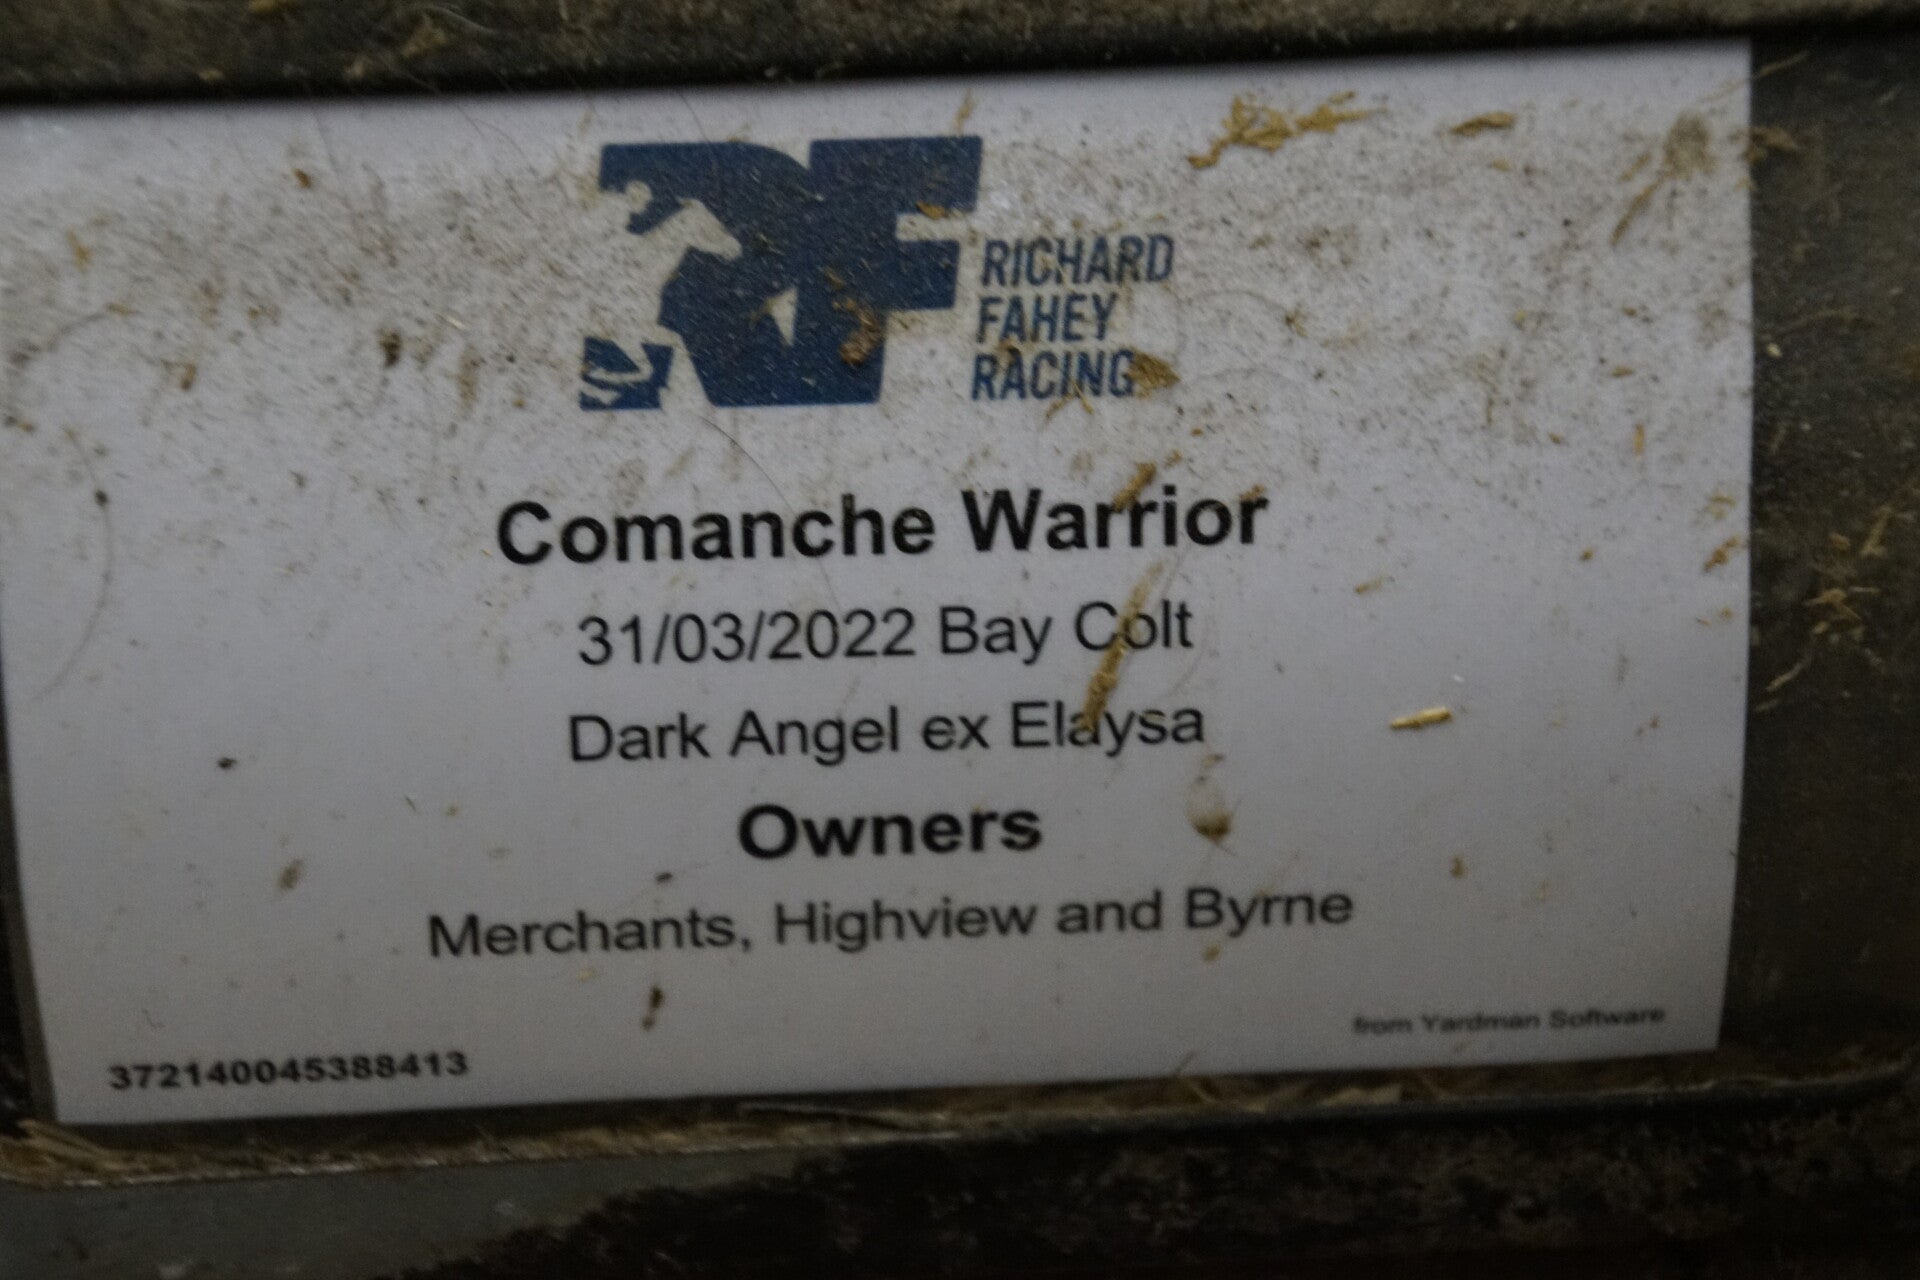 RF
RICHARD
FAHEY
RACING
Comanche Warrior
31/03/2022 Bay Colt
Dark Angel ex Elaysa
Owners
Merchants, Highview and Byrne
from Yardman Software
372140045388413